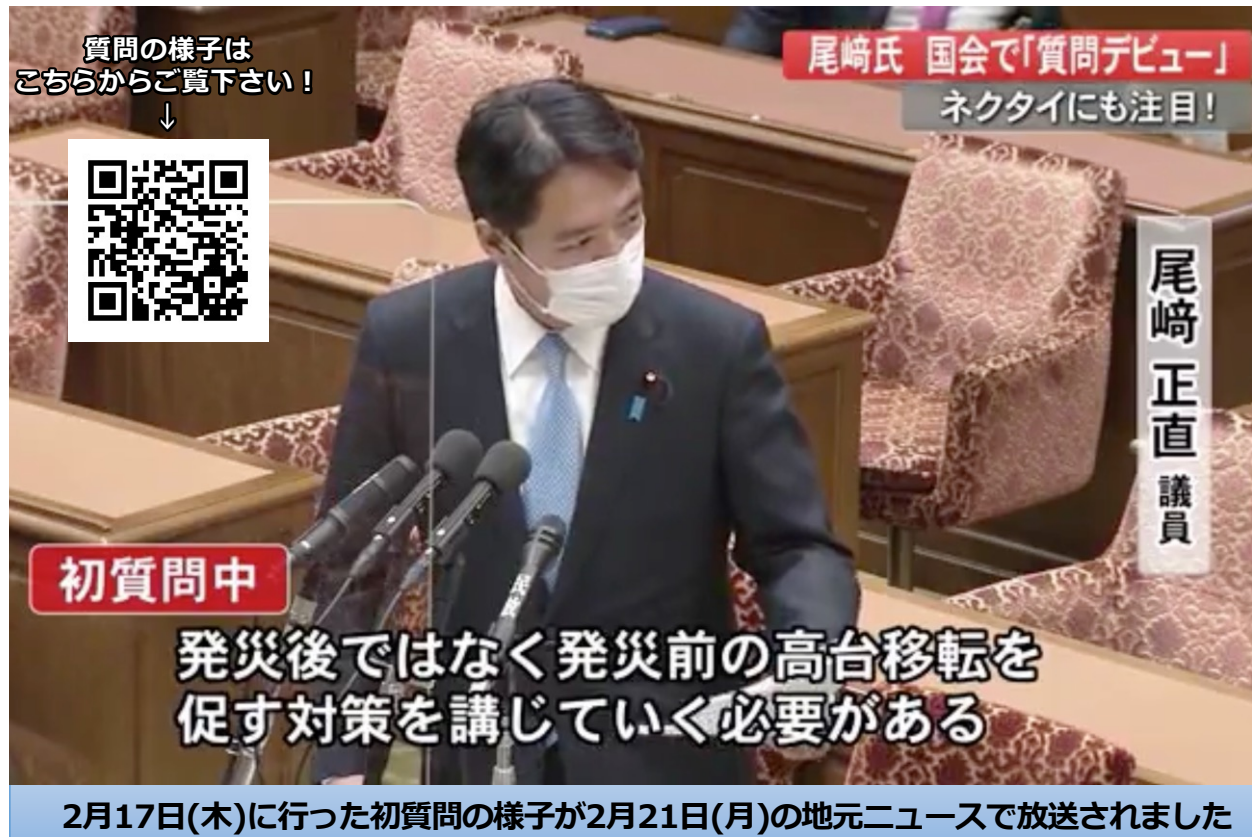 質問の様子は
こちらからご覧下さい！
↓
尾﨑氏 国会で「質問デビュー」
ネクタイにも注目！
尾﨑 正直 議員
初質問中
発災後ではなく発災前の高台移転を
促す対策を講じていく必要がある
2月17日(木)に行った初質問の様子が2月21日(月)の地元ニュースで放送されました